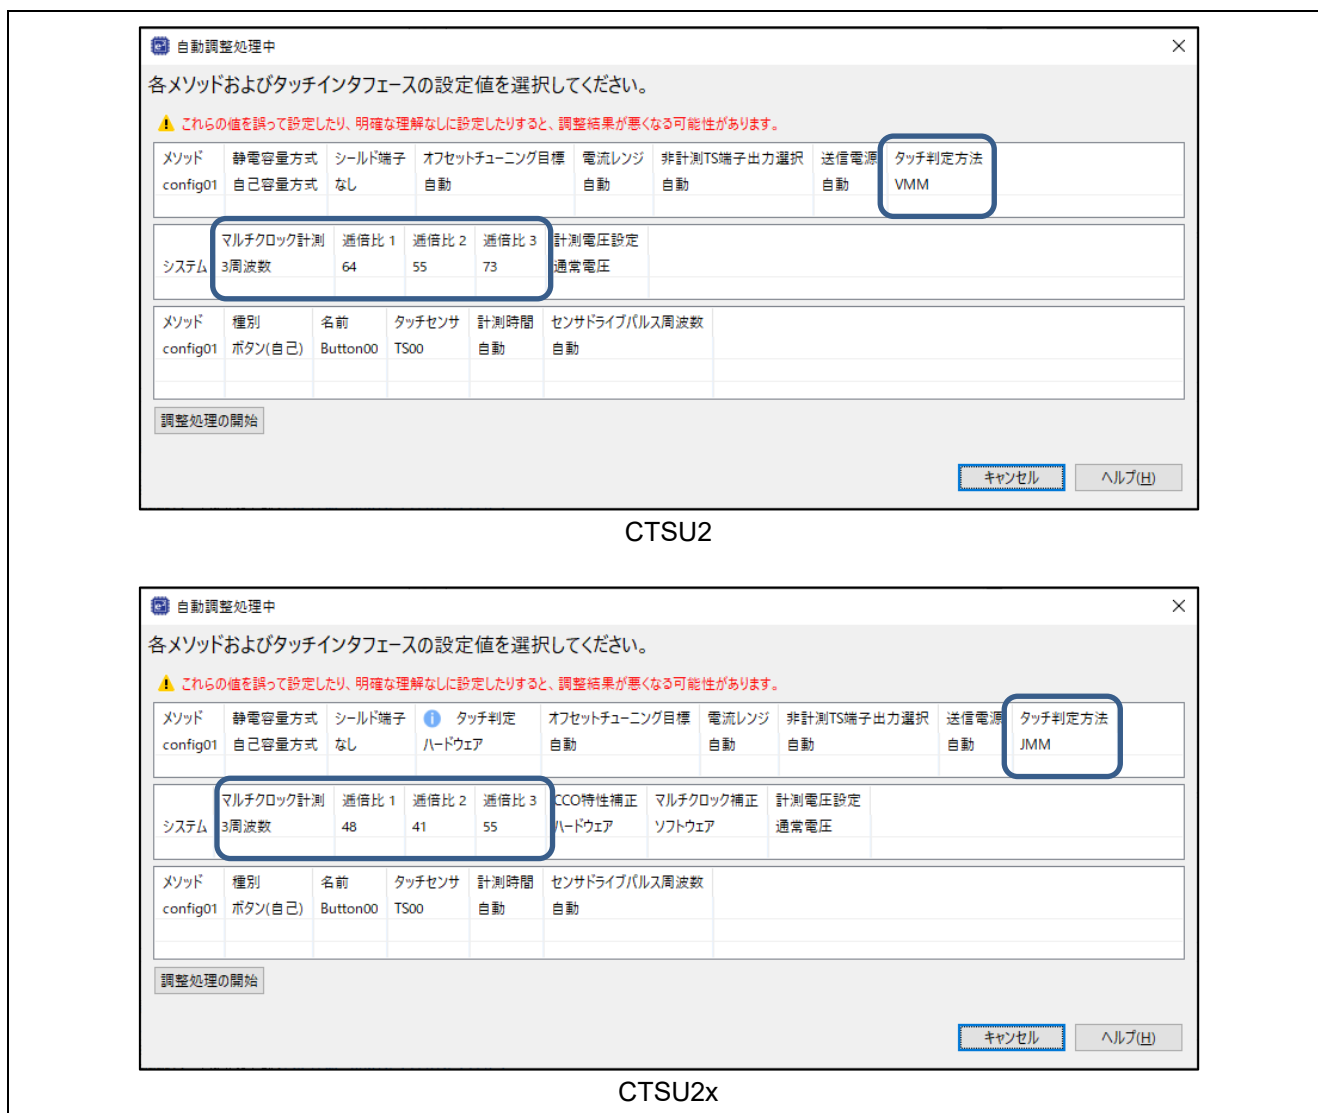 自動調整処理中
各メソッドおよびタッチインタフェースの設定値を選択してください。
これらの値を誤って設定したり、明確な理解なしに設定したりすると、調整結果が悪くなる可能性があります。
メソッド 静電容量方式 シールド端子 オフセットチューニング目標 電流レンジ 非計測TS端子出力選択 送信電源 タッチ判定方法
config01 自己容量方式 なし 自動 自動 自動 自動 VMM
マルチクロック計測 逓倍比 1 逓倍比 2 逓倍比 3 計測電圧設定
システム 3周波数 64 55 73 通常電圧
メソッド 種別 名前 タッチセンサ 計測時間 センサドライブパルス周波数
config01 ボタン(自己) Button00 TS00 自動 自動
調整処理の開始
キャンセル ヘルプ(H)
CTSU2
自動調整処理中
各メソッドおよびタッチインタフェースの設定値を選択してください。
これらの値を誤って設定したり、明確な理解なしに設定したりすると、調整結果が悪くなる可能性があります。
メソッド 静電容量方式 シールド端子 タッチ判定 オフセットチューニング目標 電流レンジ 非計測TS端子出力選択 送信電源 タッチ判定方法
config01 自己容量方式 なし ハードウェア 自動 自動 自動 自動 JMM
マルチクロック計測 逓倍比 1 逓倍比 2 逓倍比 3 CCO特性補正 マルチクロック補正 計測電圧設定
システム 3周波数 48 41 55 ハードウェア ソフトウェア 通常電圧
メソッド 種別 名前 タッチセンサ 計測時間 センサドライブパルス周波数
config01 ボタン(自己) Button00 TS00 自動 自動
調整処理の開始
キャンセル ヘルプ(H)
CTSU2x